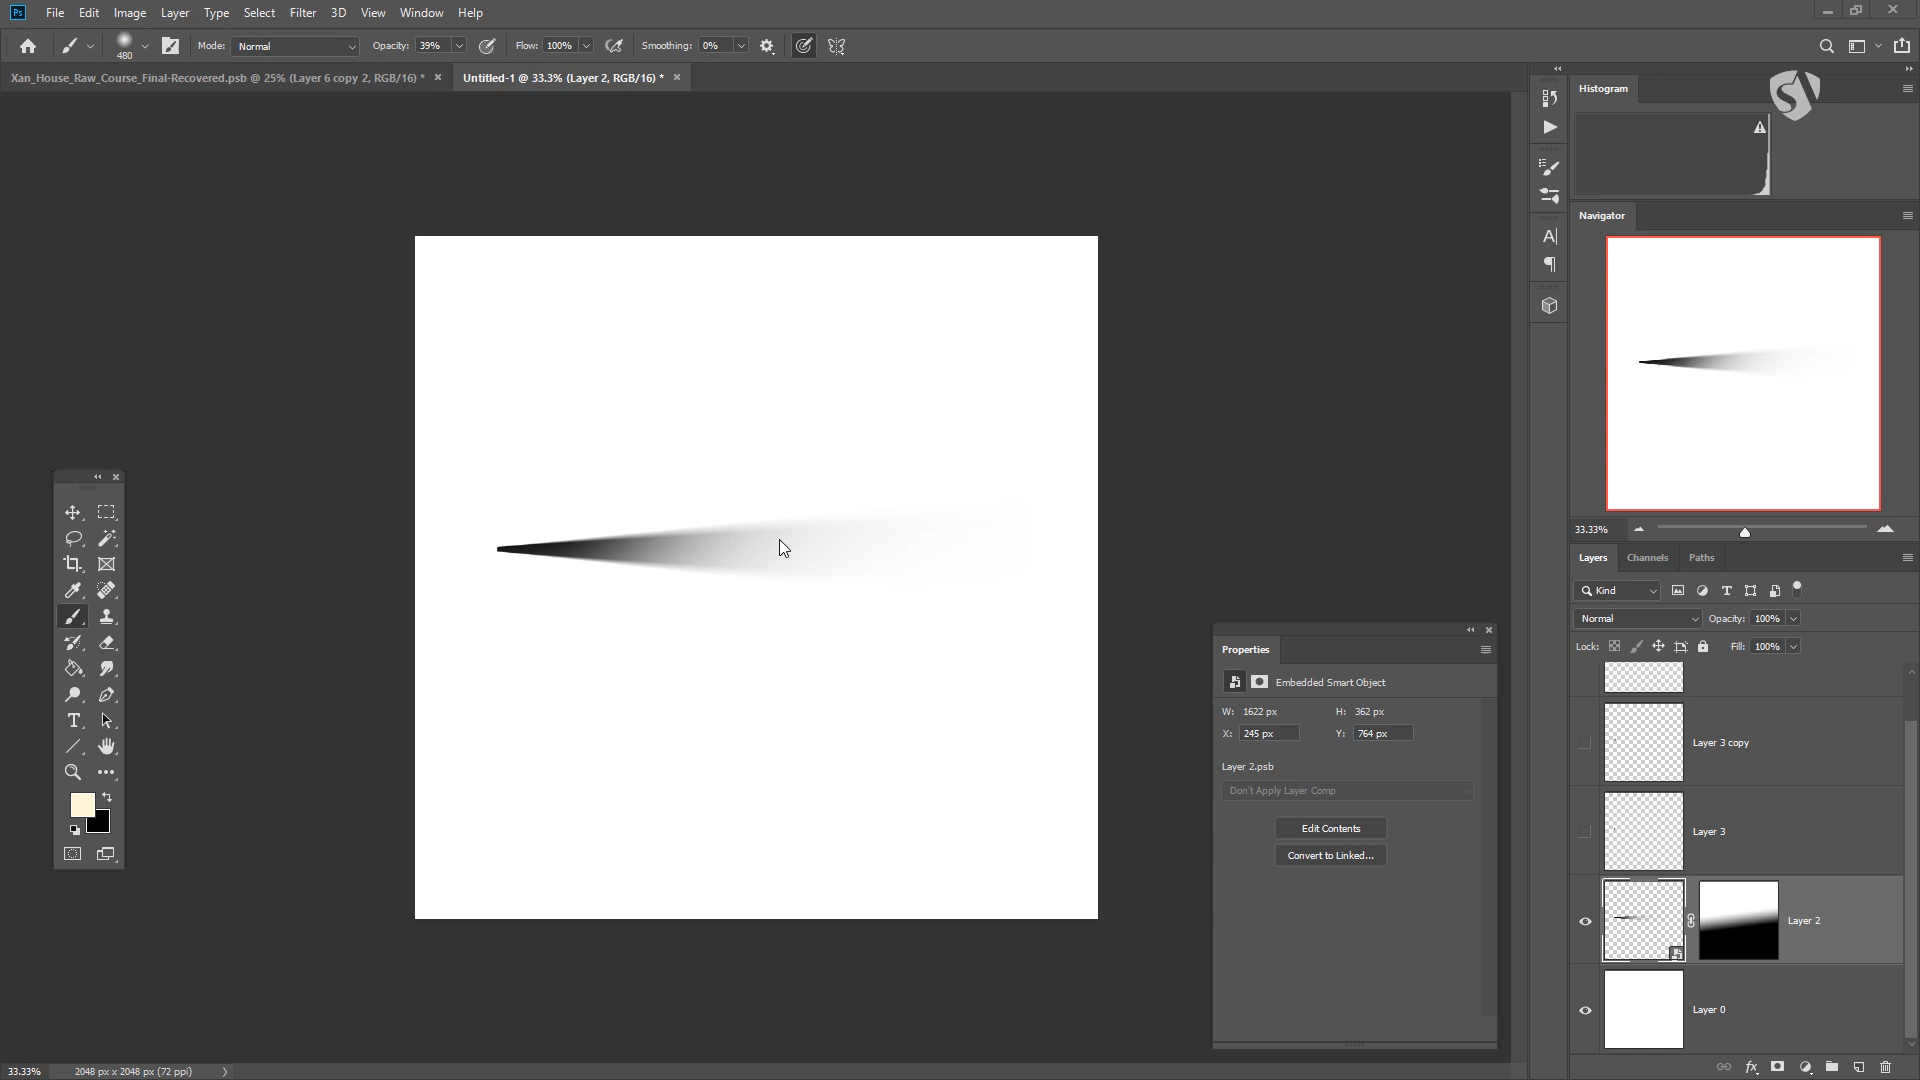 Ps File Edit Image Layer Type Select Filter 3D View Window Help
480 Mode: Normal Opacity: 39% Flow: 100% Smoothing: 0%
Xan_House_Raw_Course_Final-Recovered.psb @ 25% (Layer 6 copy 2, RGB/16) * × Untitled-1 @ 33.3% (Layer 2, RGB/16) * ×
Histogram
Navigator
33.33%
Layers Channels Paths
Kind
Normal Opacity: 100%
Lock: Fill: 100%
Layer 3 copy
Layer 3
Layer 2
Layer 0
Properties
Embedded Smart Object
W: 1622 px H: 362 px
X: 245 px Y: 764 px
Layer 2.psb
Don't Apply Layer Comp
Edit Contents
Convert to Linked...
33.33% 2048 px x 2048 px (72 ppi)